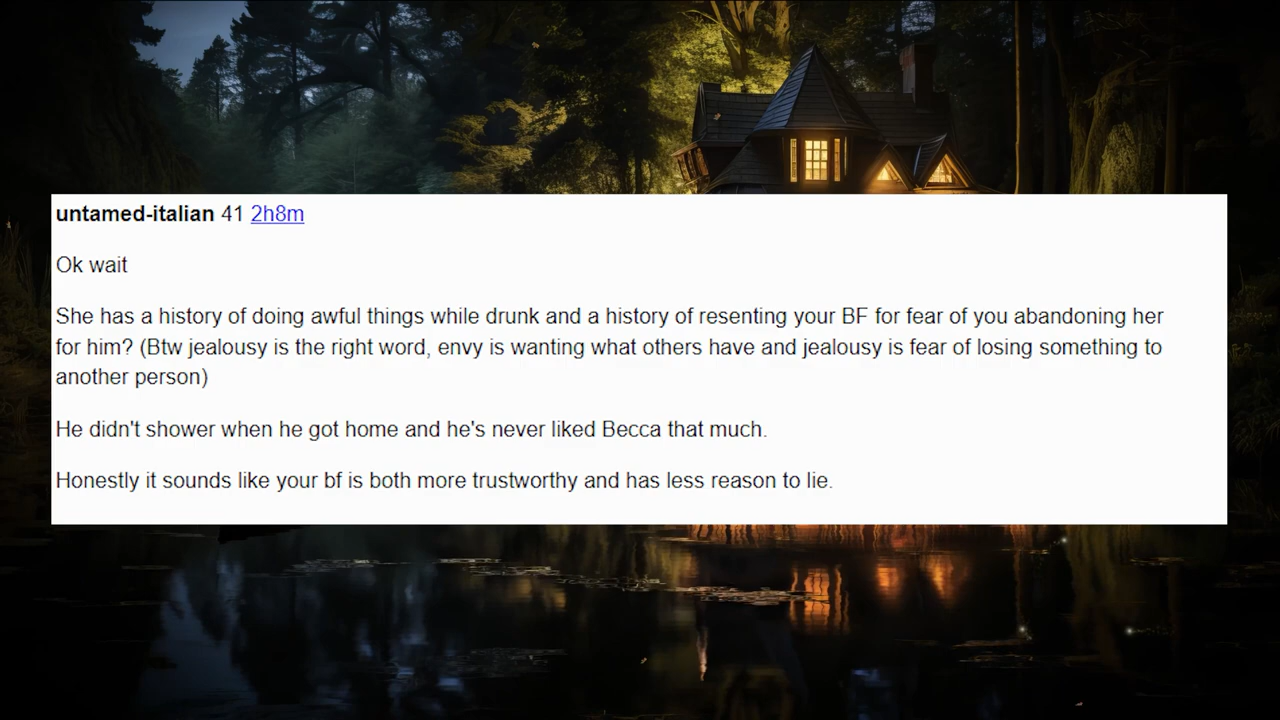 untamed-italian 41 2h8m
Ok wait
She has a history of doing awful things while drunk and a history of resenting your BF for fear of you abandoning her
for him? (Btw jealousy is the right word, envy is wanting what others have and jealousy is fear of losing something to
another person)
He didn't shower when he got home and he's never liked Becca that much.
Honestly it sounds like your bf is both more trustworthy and has less reason to lie.